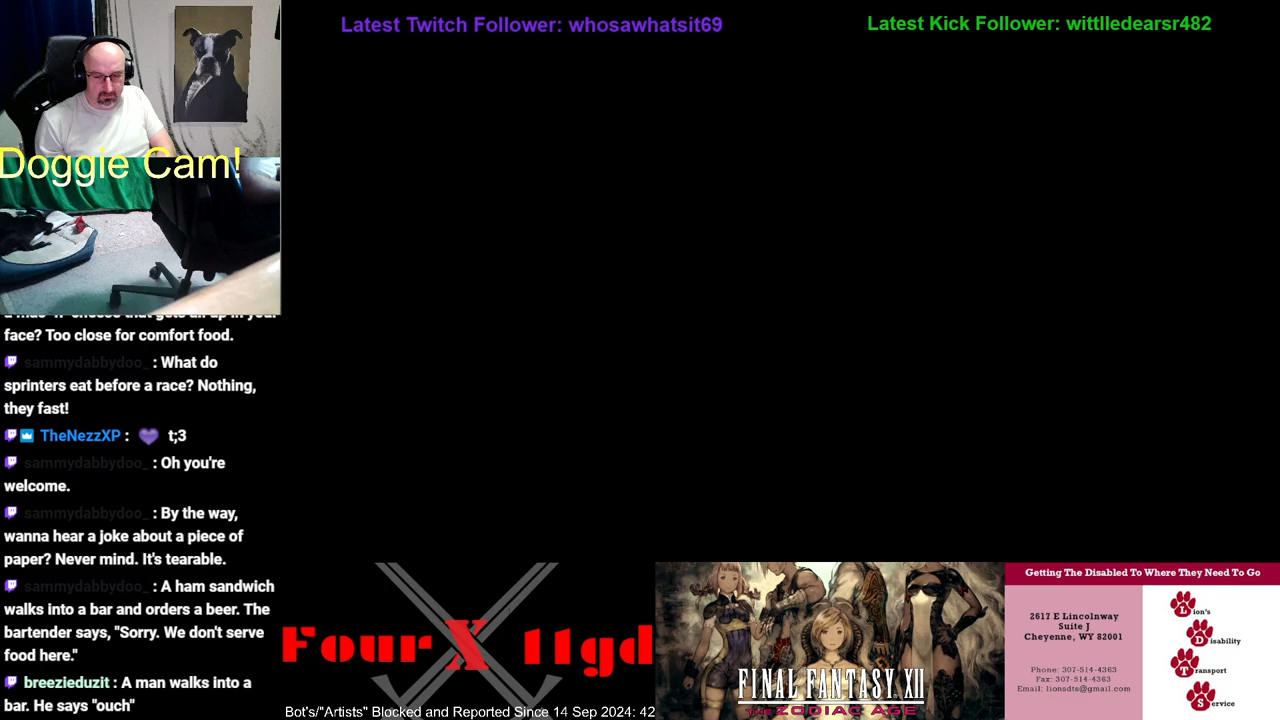 Latest Twitch Follower: whosawhatsit69
Latest Kick Follower: wittlledearsr482
Doggie Cam!
face? Too close for comfort food.
sammydabbydoo_ : What do
sprinters eat before a race? Nothing,
they fast!
TheNezzXP : t;3
sammydabbydoo_ : Oh you're
welcome.
sammydabbydoo_ : By the way,
wanna hear a joke about a piece of
paper? Never mind. It's tearable.
sammydabbydoo_ : A ham sandwich
walks into a bar and orders a beer. The
bartender says, "Sorry. We don't serve
food here."
breezieduzit : A man walks into a
bar. He says "ouch"
Four X 11gd
Bot's/"Artists" Blocked and Reported Since 14 Sep 2024: 42
FINAL FANTASY XII
THE ZODIAC AGE
Getting The Disabled To Where They Need To Go
2617 E Lincolnway
Suite J
Cheyenne, WY 82001
Phone: 307-514-4363
Fax: 307-514-4363
Email: lionsdts@gmail.com
Lion's
Disability
Transport
Service